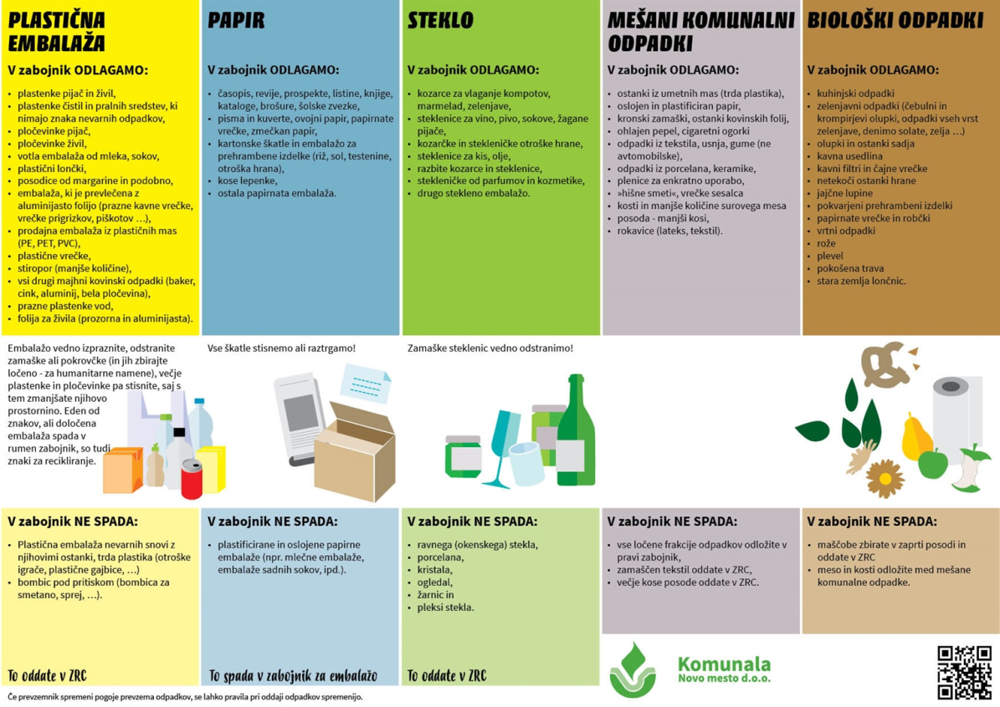 PLASTIČNA
EMBALAŽA
V zabojnik ODLAGAMO:
• plastenke pijač in živil,
• plastenke čistil in pralnih sredstev, ki
nimajo znaka nevarnih odpadkov,
• pločevinke pijač,
• pločevinke živil,
• votla embalaža od mleka, sokov,
• plastični lončki,
• posodice od margarine in podobno,
• embalaža, ki je prevlečena z
aluminijasto folijo (prazne kavne vrečke,
vrečke prigrizkov, piškotov …),
• prodajna embalaža iz plastičnih mas
(PE, PET, PVC),
• plastične vrečke,
• stiropor (manjše količine),
• vsi drugi majhni kovinski odpadki (baker,
cink, aluminij, bela pločevina),
• prazne plastenke vod,
• folija za živila (prozorna in aluminijasta).
Embalažo vedno izpraznite, odstranite
zamaške ali pokrovčke (in jih zbirajte
ločeno - za humanitarne namene), večje
plastenke in pločevinke pa stisnite, saj s
tem zmanjšate njihovo
prostornino. Eden od
znakov, ali določena
embalaža spada v
rumen zabojnik, so tudi
znaki za recikliranje.
V zabojnik NE SPADA:
• Plastična embalaža nevarnih snovi z
njihovimi ostanki, trda plastika (otroške
igrače, plastične gajbice, …)
• bombic pod pritiskom (bombica za
smetano, sprej, …).
To oddate v ZRC
PAPIR
V zabojnik ODLAGAMO:
• časopis, revije, prospekte, listine, knjige,
kataloge, brošure, šolske zvezke,
• pisma in kuverte, ovojni papir, papirnate
vrečke, zmečkan papir,
• kartonske škatle in embalažo za
prehrambene izdelke (riž, sol, testenine,
otroška hrana),
• kose lepenke,
• ostala papirnata embalaža.
Vse škatle stisnemo ali raztrgamo!
V zabojnik NE SPADA:
• plastificirane in oslojene papirne
embalaže (npr. mlečne embalaže,
embalaže sadnih sokov, ipd.).
To spada v zabojnik za embalažo
STEKLO
V zabojnik ODLAGAMO:
• kozarce za vlaganje kompotov,
marmelad, zelenjave,
• steklenice za vino, pivo, sokove, žagane
pijače,
• kozarčke in stekleničke otroške hrane,
• steklenice za kis, olje,
• razbite kozarce in steklenice,
• stekleničke od parfumov in kozmetike,
• drugo stekleno embalažo.
Zamaške steklenic vedno odstranimo!
V zabojnik NE SPADA:
• ravnega (okenskega) stekla,
• porcelana,
• kristala,
• ogledal,
• žarnic in
• pleksi stekla.
To oddate v ZRC
MEŠANI KOMUNALNI
ODPADKI
V zabojnik ODLAGAMO:
• ostanki iz umetnih mas (trda plastika),
• oslojen in plastificiran papir,
• kronski zamaški, ostanki kovinskih folij,
• ohlajen pepel, cigaretni ogorki
• odpadki iz tekstila, usnja, gume (ne
avtomobilske),
• odpadki iz porcelana, keramike,
• plenice za enkratno uporabo,
• »hišne smeti«, vrečke sesalca
• kosti in manjše količine surovega mesa
• posoda - manjši kosi,
• rokavice (lateks, tekstil).
V zabojnik NE SPADA:
• vse ločene frakcije odpadkov odložite v
pravi zabojnik,
• zamaščen tekstil oddate v ZRC,
• večje kose posode oddate v ZRC.
BIOLOŠKI ODPADKI
V zabojnik ODLAGAMO:
• kuhinjski odpadki
• zelenjavni odpadki (čebulni in
krompirjevi olupki, odpadki vseh vrst
zelenjave, denimo solate, zelja …)
• olupki in ostanki sadja
• kavna usedlina
• kavni filtri in čajne vrečke
• netekoči ostanki hrane
• jajčne lupine
• pokvarjeni prehrambeni izdelki
• papirnate vrečke in robčki
• vrtni odpadki
• rože
• plevel
• pokošena trava
• stara zemlja lončnic.
V zabojnik NE SPADA:
• maščobe zbirate v zaprti posodi in
oddate v ZRC
• meso in kosti odložite med mešane
komunalne odpadke.
Komunala
Novo mesto d.o.o.
Če prevzemnik spremeni pogoje prevzema odpadkov, se lahko pravila pri oddaji odpadkov spremenijo.